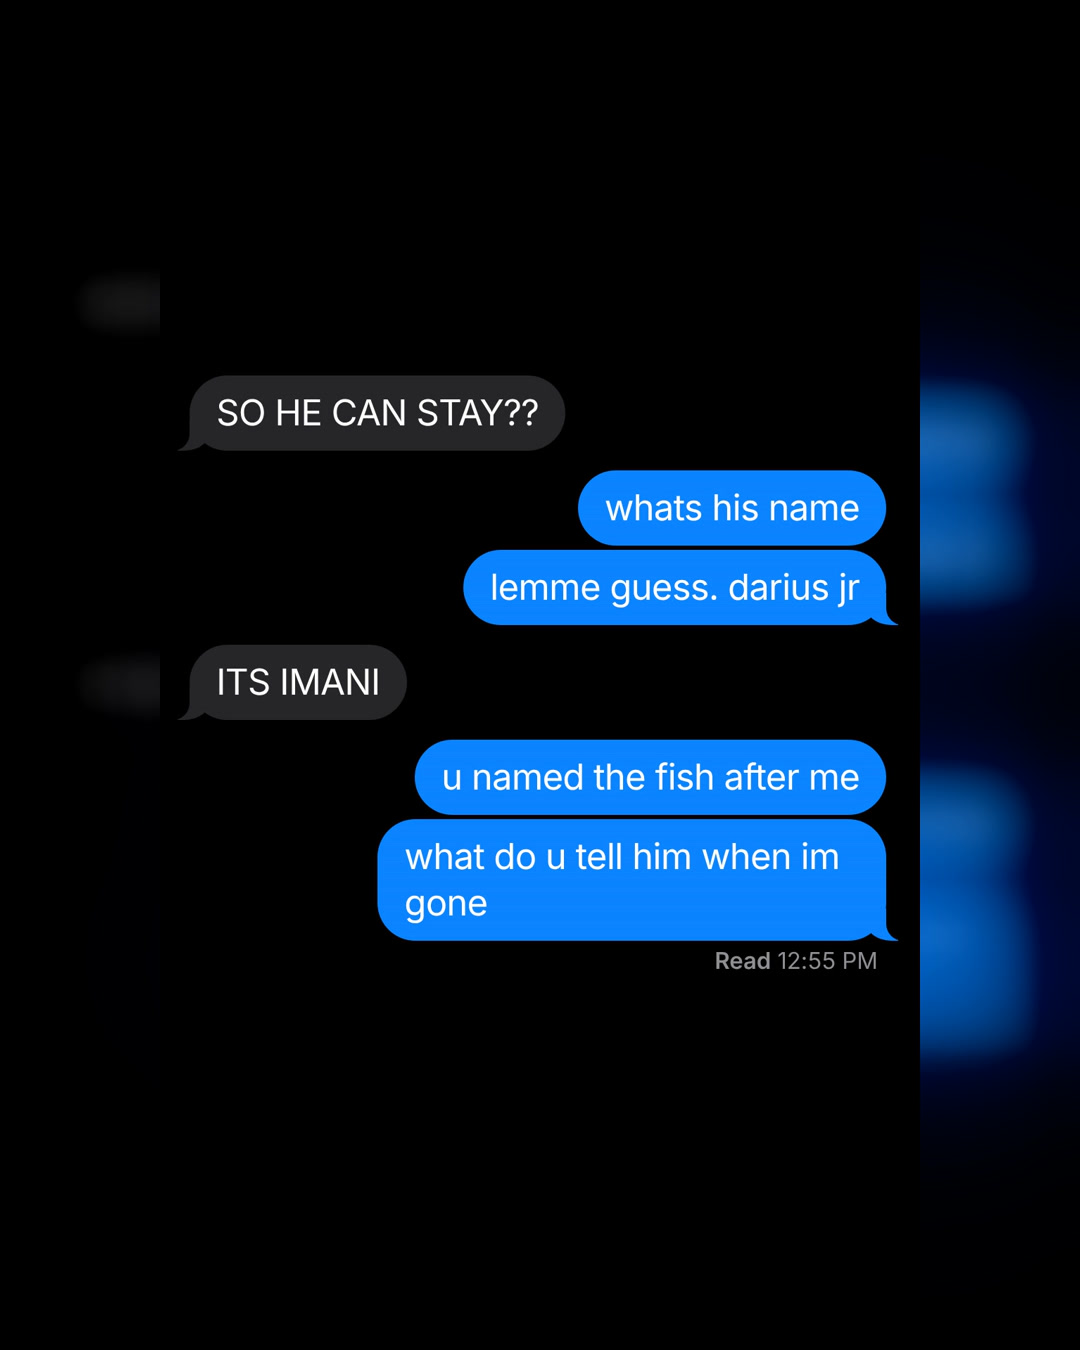 SO HE CAN STAY??
whats his name
lemme guess. darius jr
ITS IMANI
u named the fish after me
what do u tell him when im
gone
Read 12:55 PM